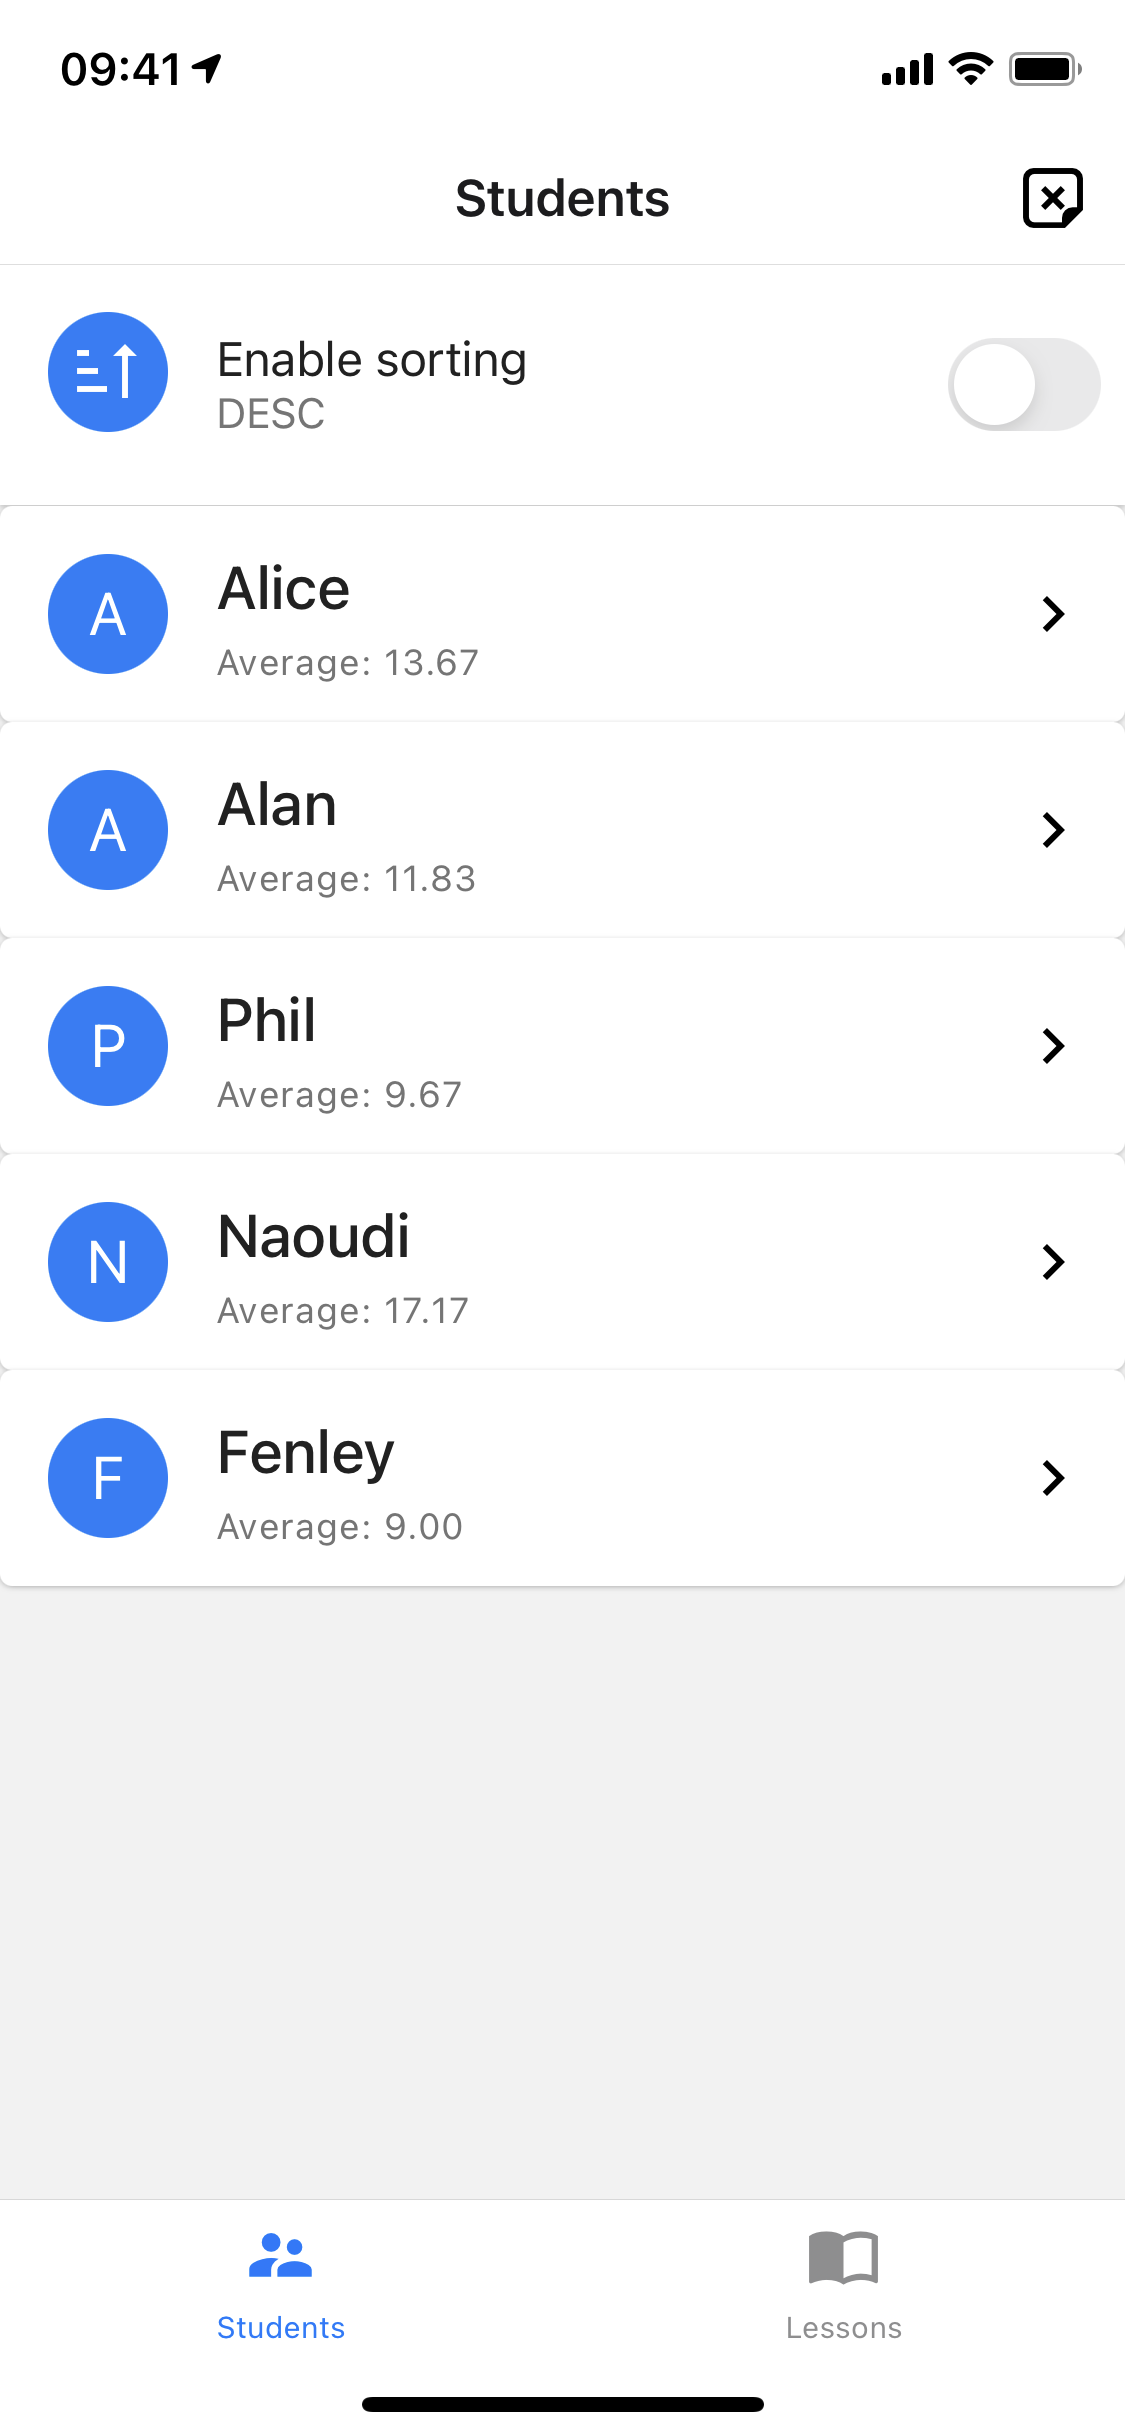 09:41
Students
Enable sorting
DESC
A
Alice
Average: 13.67
A
Alan
Average: 11.83
P
Phil
Average: 9.67
N
Naoudi
Average: 17.17
F
Fenley
Average: 9.00
Students
Lessons